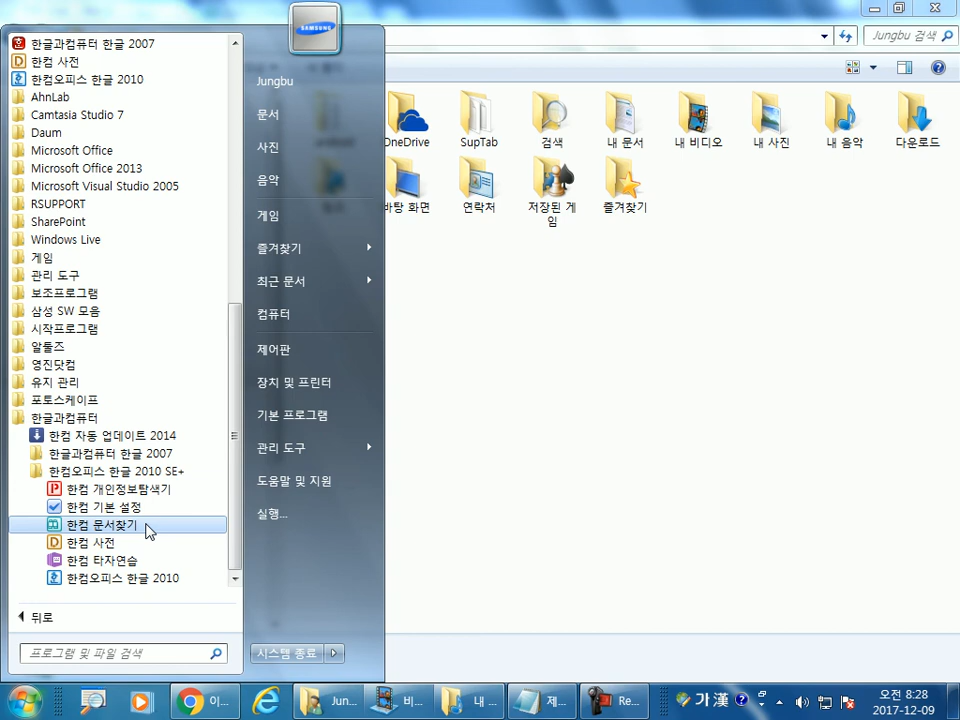 SAMSUNG
Jungbu 검색
한글과컴퓨터 한글 2007
한컴 사전
한컴오피스 한글 2010
AhnLab
Camtasia Studio 7
Daum
Microsoft Office
Microsoft Office 2013
Microsoft Visual Studio 2005
RSUPPORT
SharePoint
Windows Live
게임
관리 도구
보조프로그램
삼성 SW 모음
시작프로그램
알툴즈
영진닷컴
유지 관리
포토스케이프
한글과컴퓨터
한컴 자동 업데이트 2014
한글과컴퓨터 한글 2007
한컴오피스 한글 2010 SE+
한컴 개인정보탐색기
한컴 기본 설정
한컴 문서찾기
한컴 사전
한컴 타자연습
한컴오피스 한글 2010
뒤로
프로그램 및 파일 검색
Jungbu
문서
사진
음악
게임
즐겨찾기
최근 문서
컴퓨터
제어판
장치 및 프린터
기본 프로그램
관리 도구
도움말 및 지원
실행...
시스템 종료
OneDrive
SupTab
검색
내 문서
내 비디오
내 사진
내 음악
다운로드
바탕 화면
연락처
저장된 게임
즐겨찾기
이...
Jun...
비...
내 ...
제...
Re...
가 漢
오전 8:28
2017-12-09